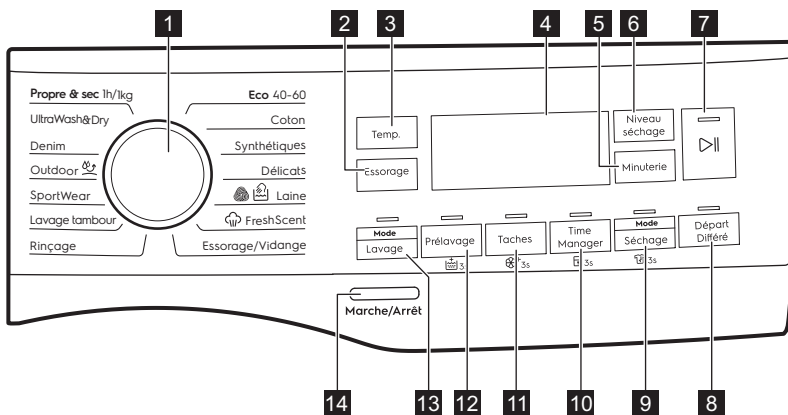 1
2
3
4
5
6
7
Propre & sec 1h/1kg
UltraWash&Dry
Denim
Outdoor
SportWear
Lavage tambour
Rinçage
Eco 40-60
Coton
Synthétiques
Délicats
Laine
FreshScent
Essorage/Vidange
Temp.
Essorage
Niveau
séchage
Minuterie
Mode
Lavage
Prélavage
3
Taches
3s
Time
Manager
3s
Mode
Séchage
3s
Départ
Différé
Marche/Arrêt
14
13
12
11
10
9
8